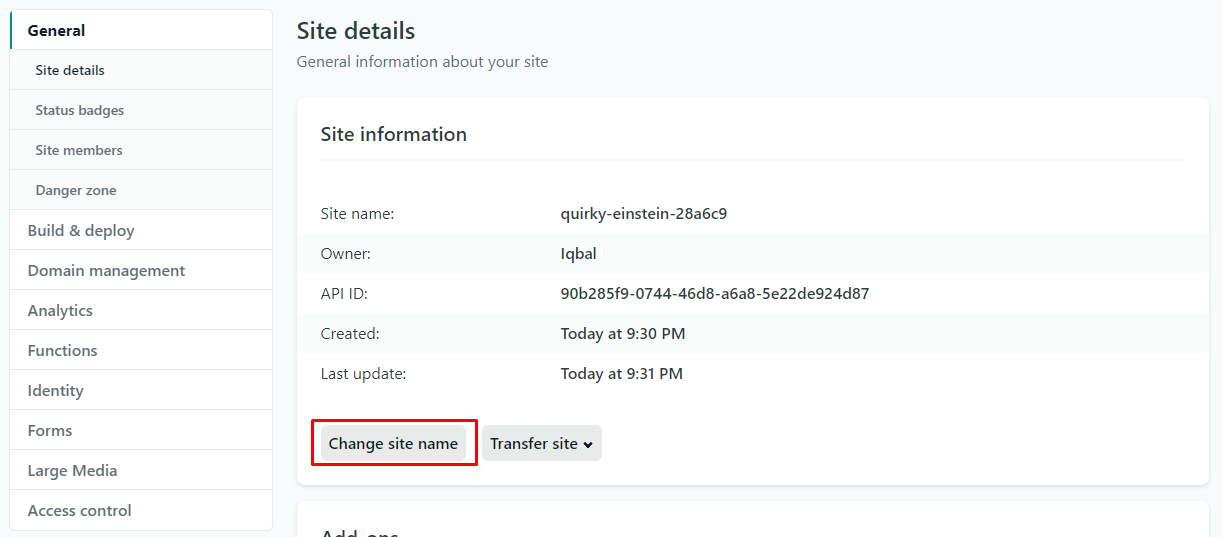 General
Site details
Status badges
Site members
Danger zone
Build & deploy
Domain management
Analytics
Functions
Identity
Forms
Large Media
Access control
Site details
General information about your site
Site information
Site name: quirky-einstein-28a6c9
Owner: Iqbal
API ID: 90b285f9-0744-46d8-a6a8-5e22de924d87
Created: Today at 9:30 PM
Last update: Today at 9:31 PM
Change site name Transfer site
Add-ons